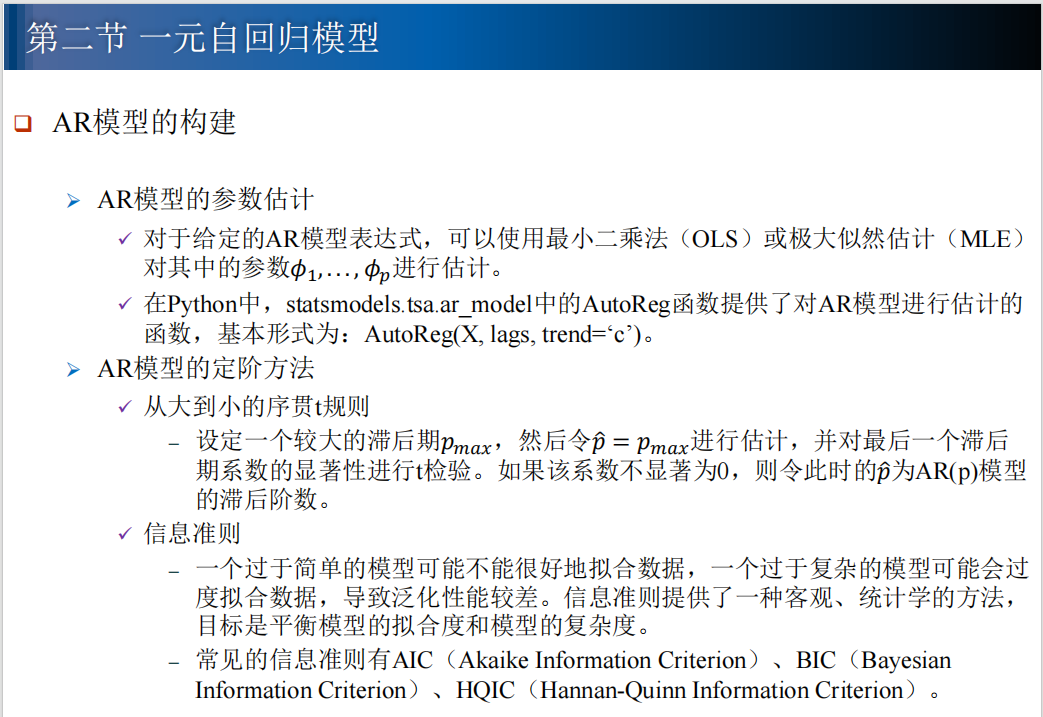 第二节 一元自回归模型
AR模型的构建
AR模型的参数估计
对于给定的AR模型表达式，可以使用最小二乘法（OLS）或极大似然估计（MLE）
对其中的参数ϕ₁,…,ϕₚ进行估计。
在Python中，statsmodels.tsa.ar_model中的AutoReg函数提供了对AR模型进行估计的
函数，基本形式为：AutoReg(X, lags, trend=‘c’)。
AR模型的定阶方法
从大到小的序贯t规则
– 设定一个较大的滞后期pmax，然后令p̂ = pmax进行估计，并对最后一个滞后
期系数的显著性进行t检验。如果该系数不显著为0，则令此时的p̂为AR(p)模型
的滞后阶数。
信息准则
– 一个过于简单的模型可能不能很好地拟合数据，一个过于复杂的模型可能会过
度拟合数据，导致泛化性能较差。信息准则提供了一种客观、统计学的方法，
目标是平衡模型的拟合度和模型的复杂度。
– 常见的信息准则有AIC（Akaike Information Criterion）、BIC（Bayesian
Information Criterion）、HQIC（Hannan-Quinn Information Criterion）。